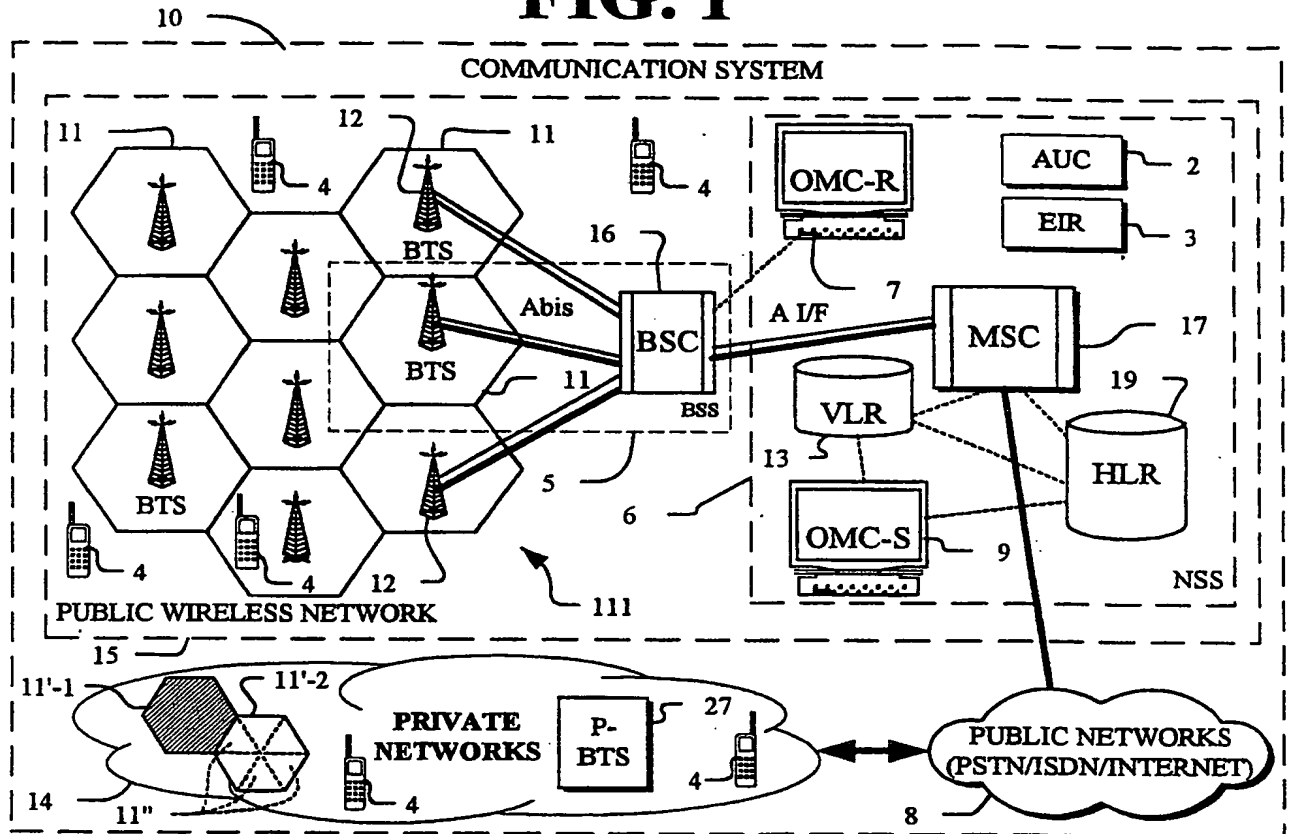 FIG. 1
10
COMMUNICATION SYSTEM
11
12
11
4
4
OMC-R
AUC
2
EIR
3
BTS
16
7
Abis
BSC
A I/F
MSC
17
BTS
11
BSS
VLR
19
13
HLR
BTS
5
6
OMC-S
9
4
4
12
111
NSS
PUBLIC WIRELESS NETWORK
15
11'-1
11'-2
PRIVATE
NETWORKS
P-
BTS
27
PUBLIC NETWORKS
(PSTN/ISDN/INTERNET)
14
11"
4
4
8